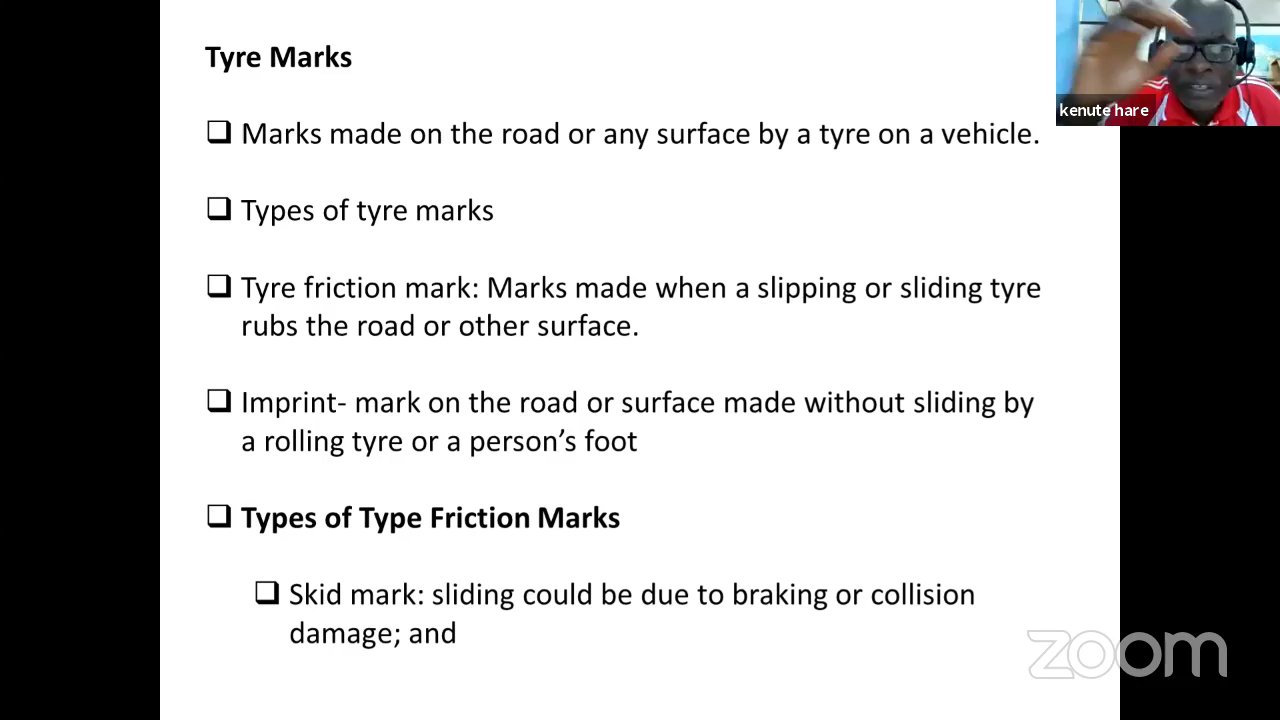 Tyre Marks
Marks made on the road or any surface by a tyre on a vehicle.
Types of tyre marks
Tyre friction mark: Marks made when a slipping or sliding tyre
rubs the road or other surface.
Imprint- mark on the road or surface made without sliding by
a rolling tyre or a person’s foot
Types of Type Friction Marks
Skid mark: sliding could be due to braking or collision
damage; and
kenute hare
zoom